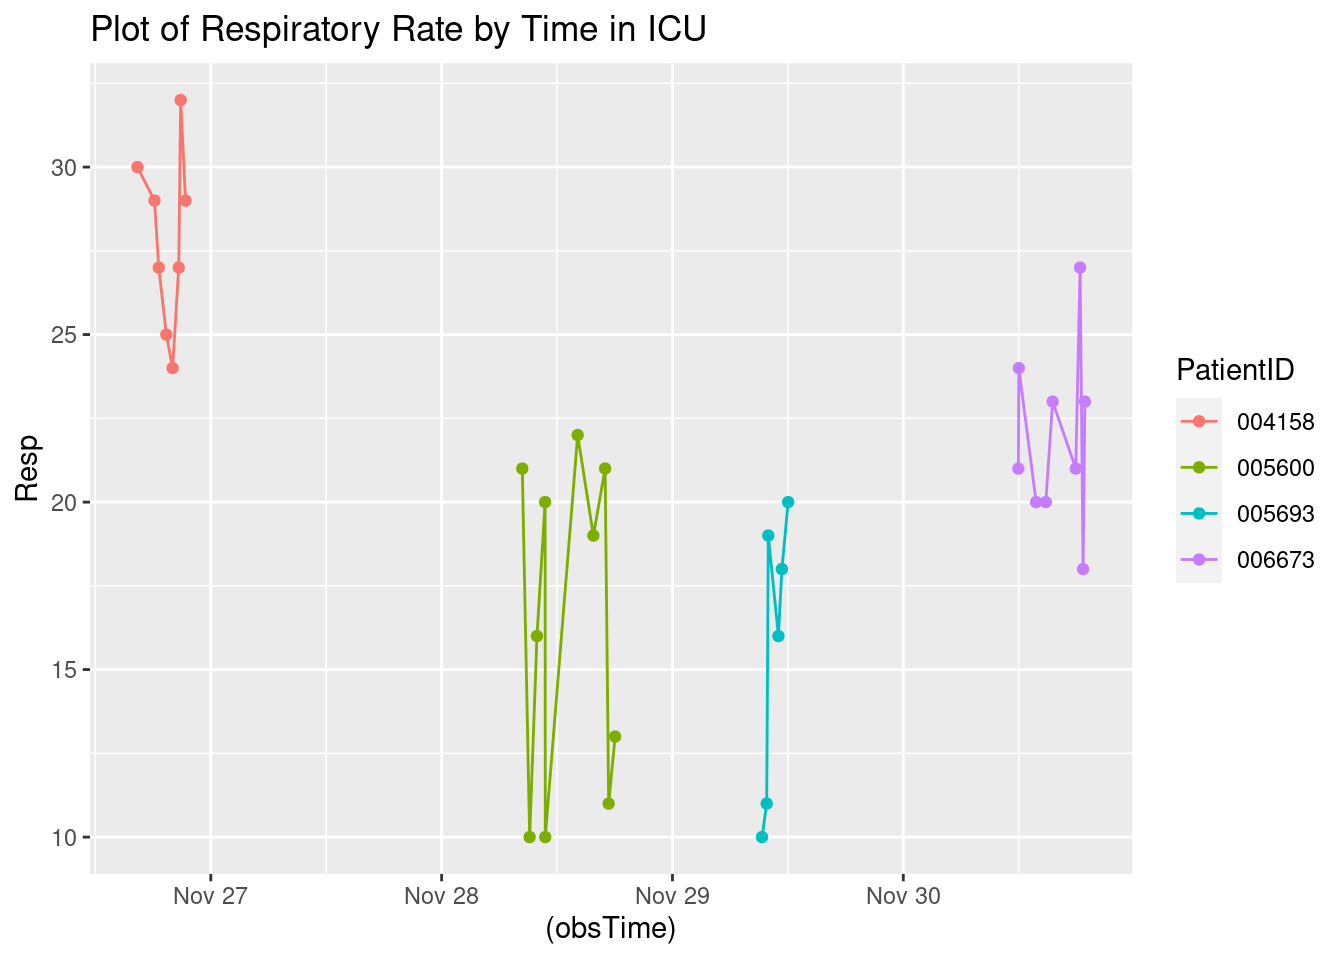 Plot of Respiratory Rate by Time in ICU
Resp
30
25
20
15
10
Nov 27
Nov 28
Nov 29
Nov 30
(obsTime)
PatientID
004158
005600
005693
006673